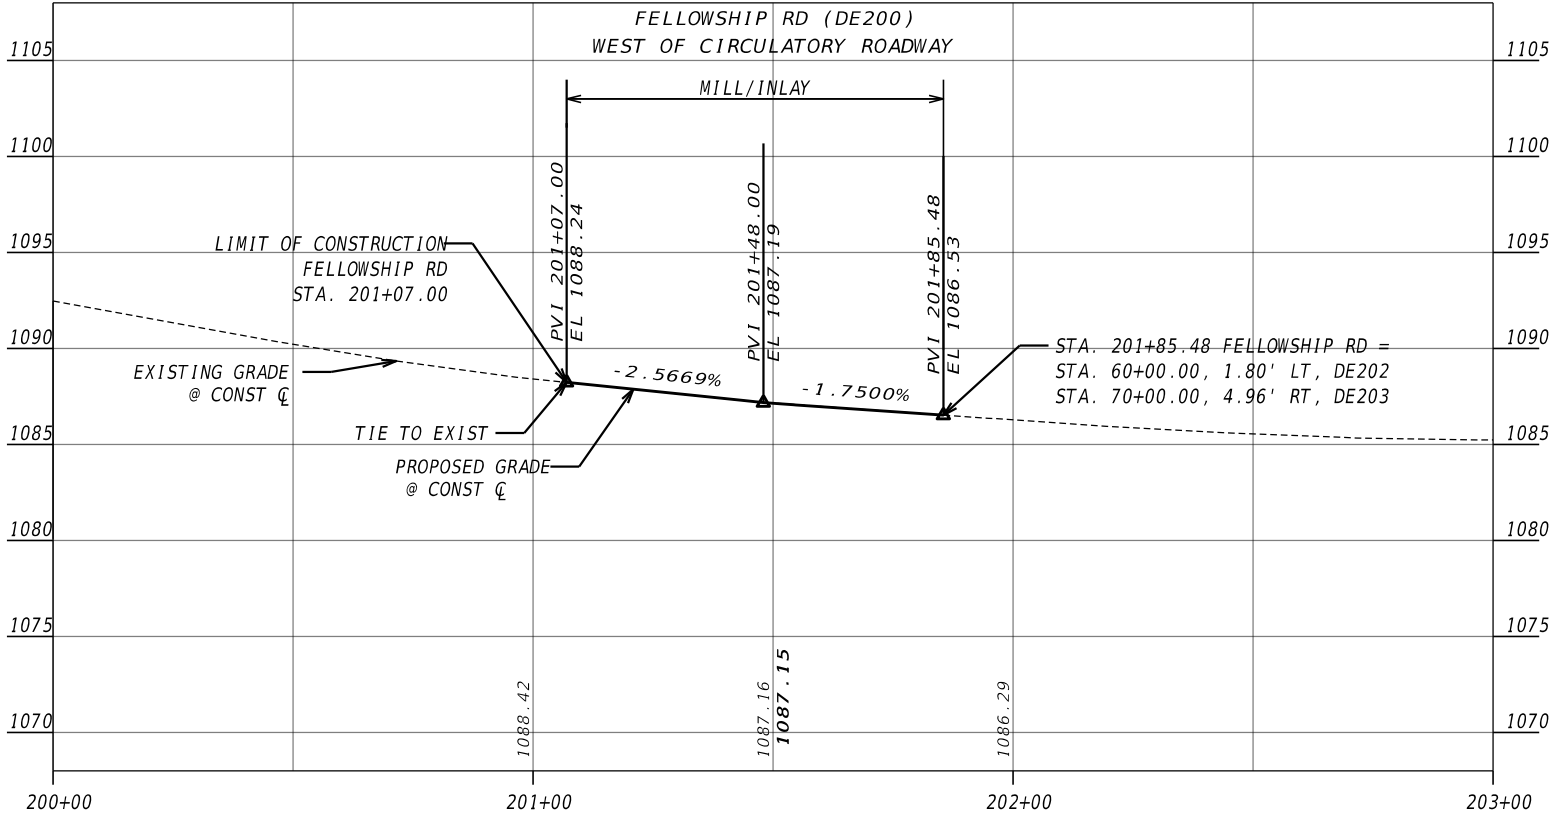 FELLOWSHIP RD (DE200)
WEST OF CIRCULATORY ROADWAY
MILL/INLAY
1105
1100
1095
1090
1085
1080
1075
1070
1105
1100
1095
1090
1085
1080
1075
1070
PVI 201+07.00
EL 1088.24
PVI 201+48.00
EL 1087.19
PVI 201+85.48
EL 1086.53
LIMIT OF CONSTRUCTION
FELLOWSHIP RD
STA. 201+07.00
EXISTING GRADE
@ CONST ℄
-2.5669%
-1.7500%
STA. 201+85.48 FELLOWSHIP RD =
STA. 60+00.00, 1.80' LT, DE202
STA. 70+00.00, 4.96' RT, DE203
TIE TO EXIST
PROPOSED GRADE
@ CONST ℄
1088.42
1087.16
1087.15
1086.29
200+00
201+00
202+00
203+00